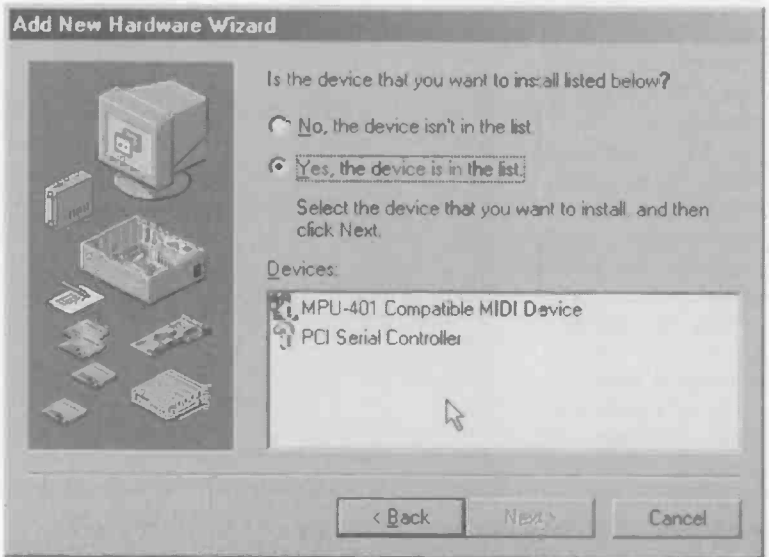 Add New Hardware Wizard
Is the device that you want to install listed below?
No, the device isn't in the list.
Yes, the device is in the list.
Select the device that you want to install, and then
click Next.
Devices:
MPU-401 Compatible MIDI Device
PCI Serial Controller
< Back
Next >
Cancel